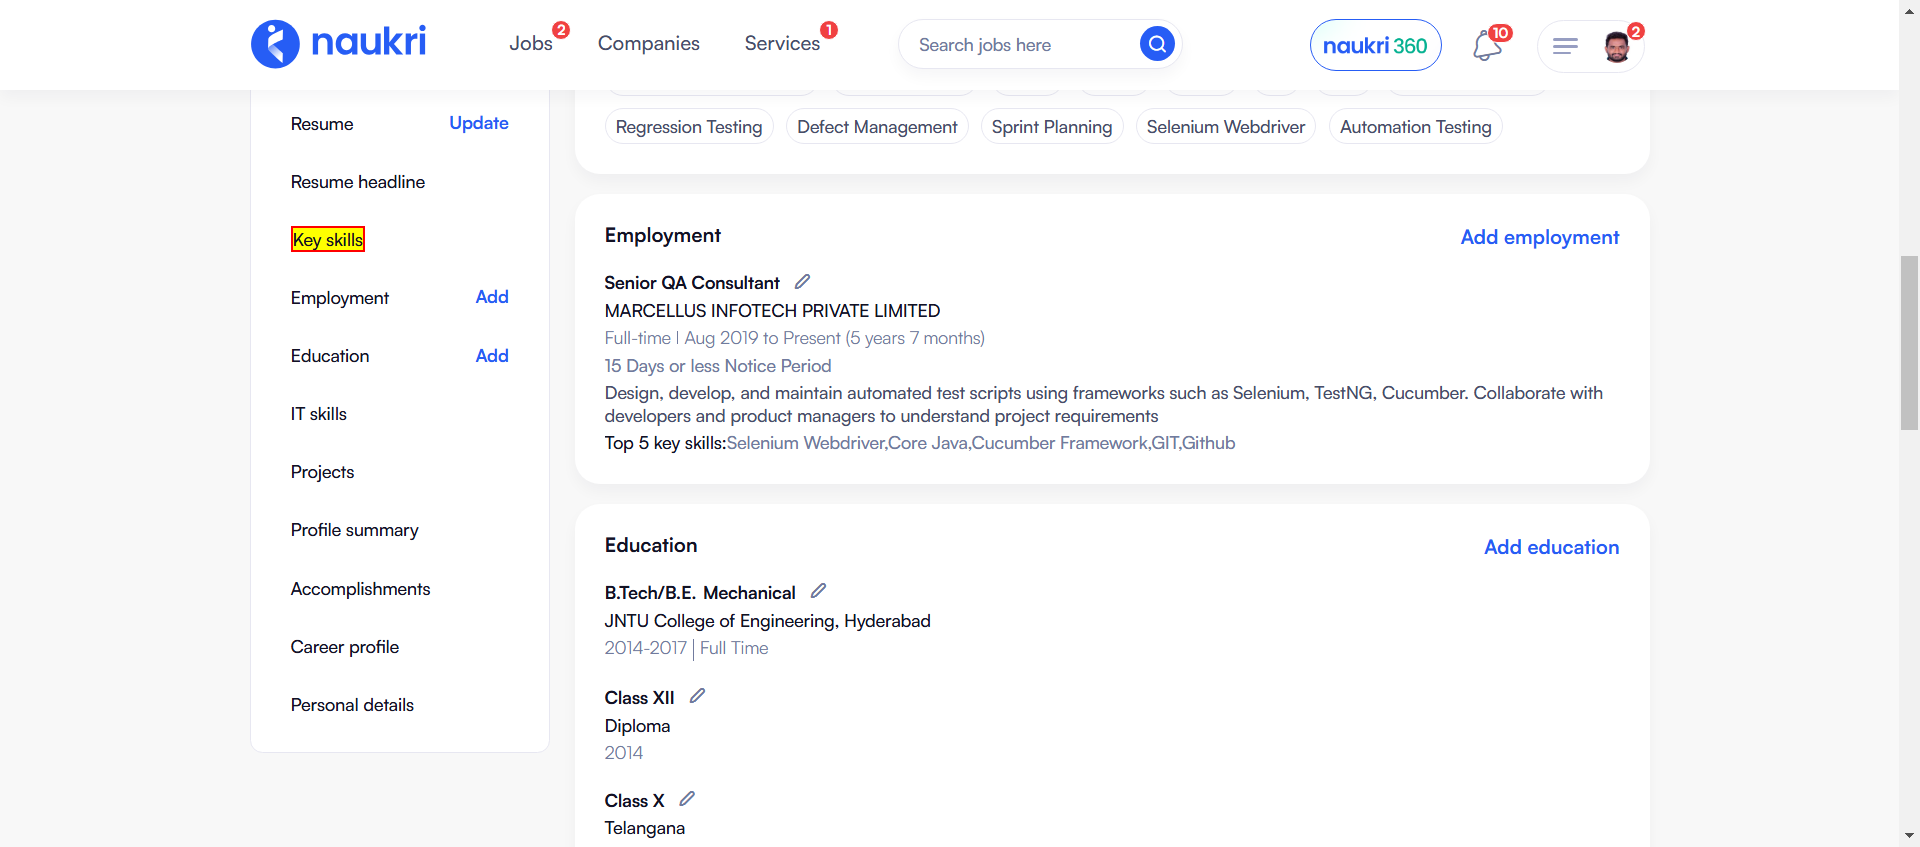 naukri
Jobs
2
Companies
Services
1
Search jobs here
naukri 360
10
2
Resume
Update
Resume headline
Key skills
Employment
Add
Education
Add
IT skills
Projects
Profile summary
Accomplishments
Career profile
Personal details
Regression Testing
Defect Management
Sprint Planning
Selenium Webdriver
Automation Testing
Employment
Add employment
Senior QA Consultant
MARCELLUS INFOTECH PRIVATE LIMITED
Full-time | Aug 2019 to Present (5 years 7 months)
15 Days or less Notice Period
Design, develop, and maintain automated test scripts using frameworks such as Selenium, TestNG, Cucumber. Collaborate with
developers and product managers to understand project requirements
Top 5 key skills:Selenium Webdriver,Core Java,Cucumber Framework,GIT,Github
Education
Add education
B.Tech/B.E. Mechanical
JNTU College of Engineering, Hyderabad
2014-2017 | Full Time
Class XII
Diploma
2014
Class X
Telangana